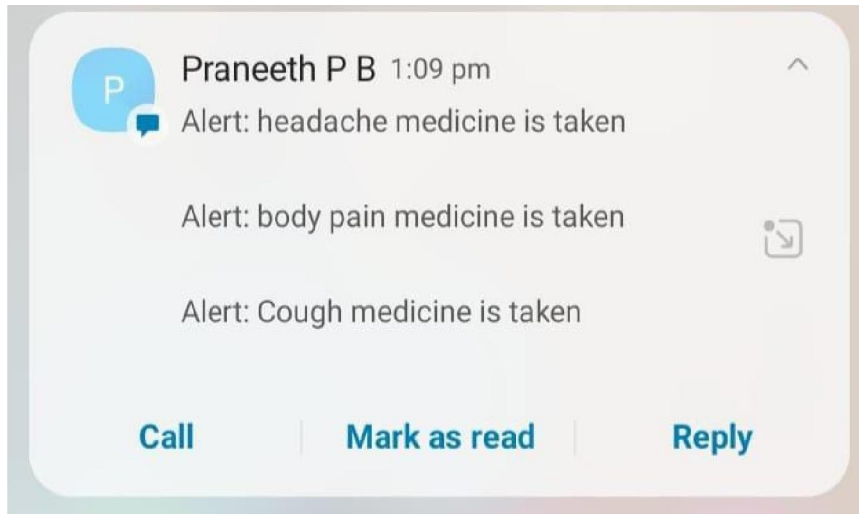 P
Praneeth P B 1:09 pm
Alert: headache medicine is taken
Alert: body pain medicine is taken
Alert: Cough medicine is taken
Call Mark as read Reply